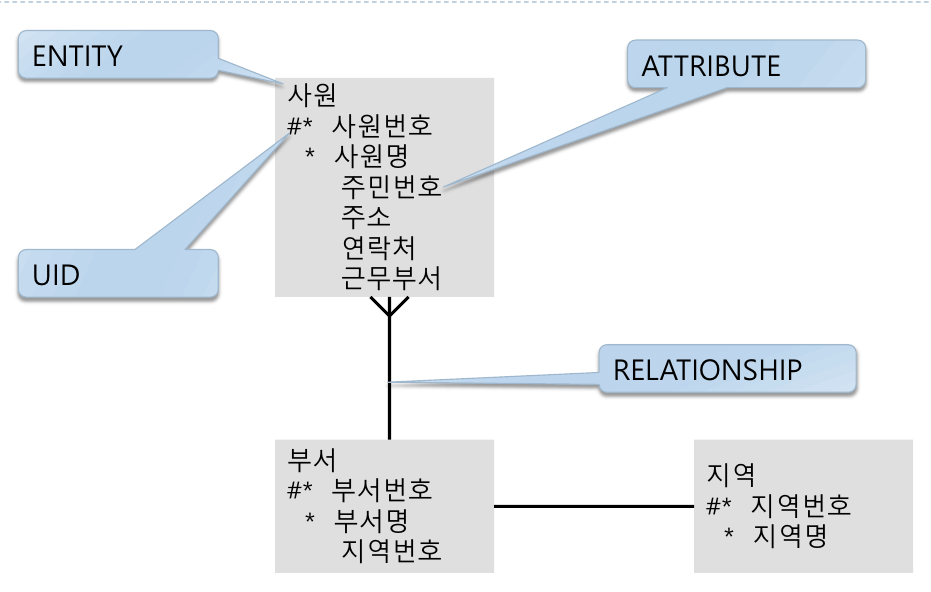 ENTITY
ATTRIBUTE
사원
#* 사원번호
* 사원명
주민번호
주소
연락처
근무부서
UID
RELATIONSHIP
부서
#* 부서번호
* 부서명
지역번호
지역
#* 지역번호
* 지역명